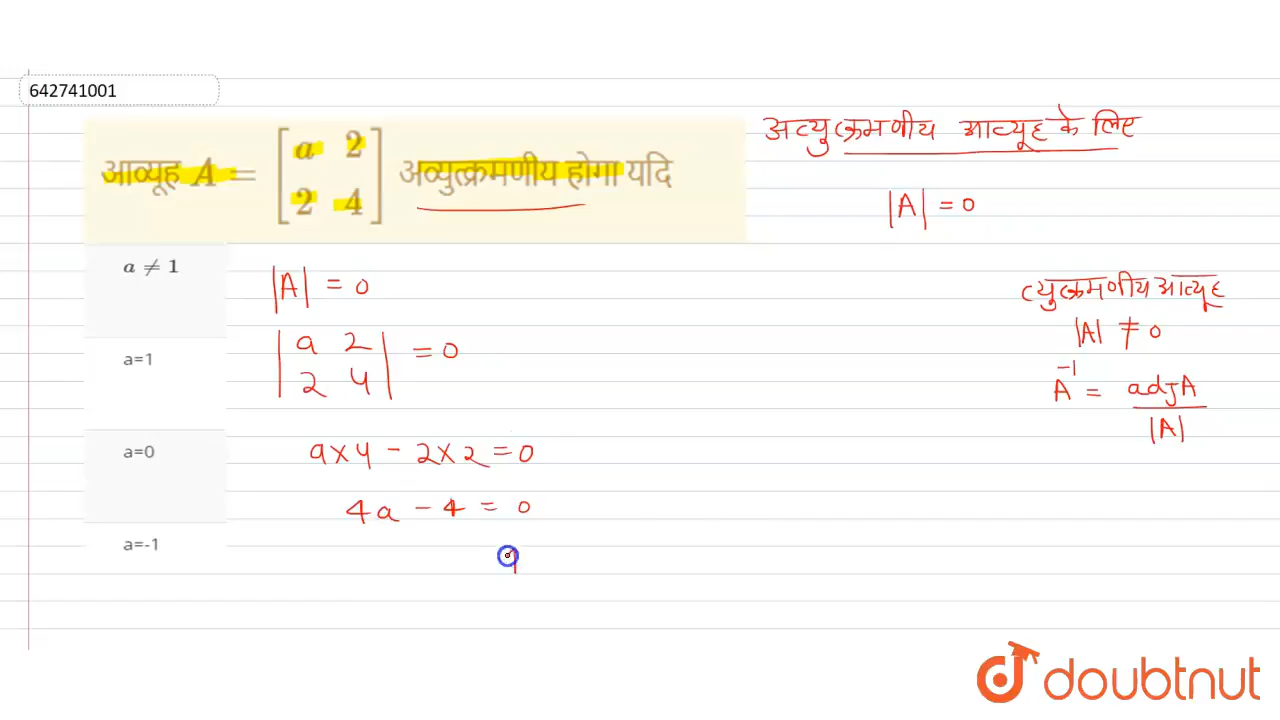 642741001
आव्यूह A = [a 2
2 4] अव्युत्क्रमणीय होगा यदि
a ≠ 1
a=1
a=0
a=-1
|A| = 0
|a 2
2 4| = 0
a×4 - 2×2 = 0
4a - 4 = 0
अव्युत्क्रमणीय आव्यूह के लिए
|A| = 0
व्युत्क्रमणीय आव्यूह
|A| ≠ 0
A⁻¹ = adjA
|A|
doubtnut